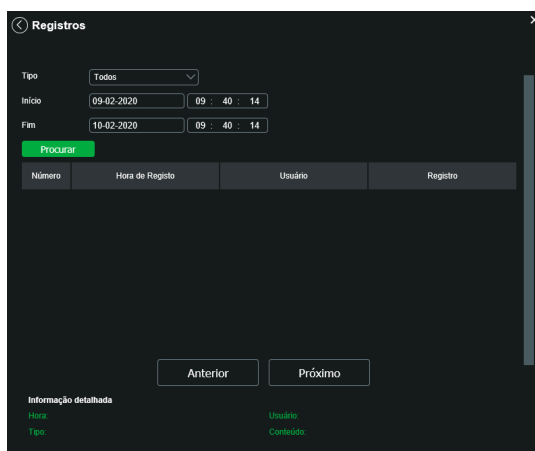 Registros
Tipo Todos
Início 09-02-2020 09 : 40 : 14
Fim 10-02-2020 09 : 40 : 14
Procurar
Número Hora de Registo Usuário Registro
Anterior Próximo
Informação detalhada
Hora: Usuário:
Tipo: Conteúdo: